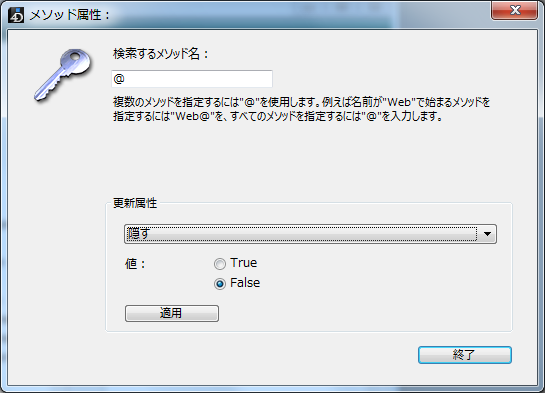 4D メソッド属性：
検索するメソッド名：
@
複数のメソッドを指定するには"@"を使用します。例えば名前が"Web"で始まるメソッドを
指定するには"Web@"を、すべてのメソッドを指定するには"@"を入力します。
更新属性
隠す
値： True
False
適用
終了